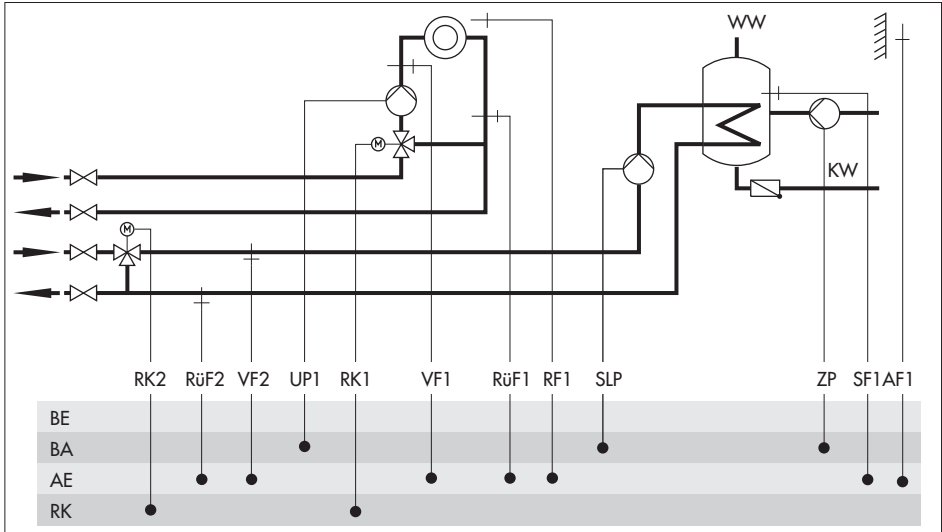 WW
M
KW
M
RK2 RüF2 VF2 UP1 RK1 VF1 RüF1 RF1 SLP ZP SF1 AF1
BE
BA
AE
RK